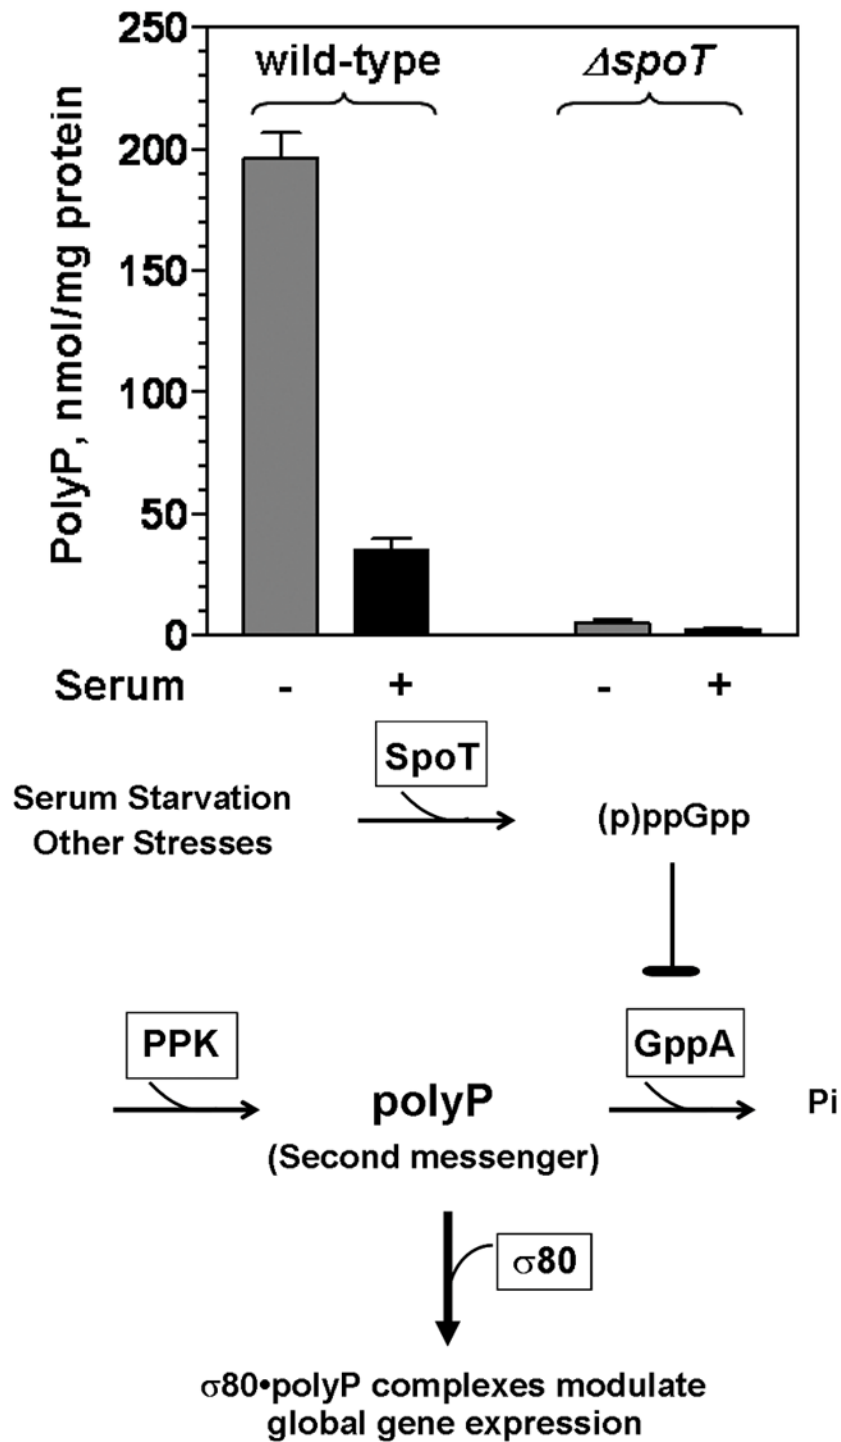 250
200
150
100
50
0
PolyP, nmol/mg protein
wild-type ΔspoT
Serum - + - +
SpoT
Serum Starvation
Other Stresses
(p)ppGpp
PPK
GppA
polyP
Pi
(Second messenger)
σ80
σ80•polyP complexes modulate
global gene expression